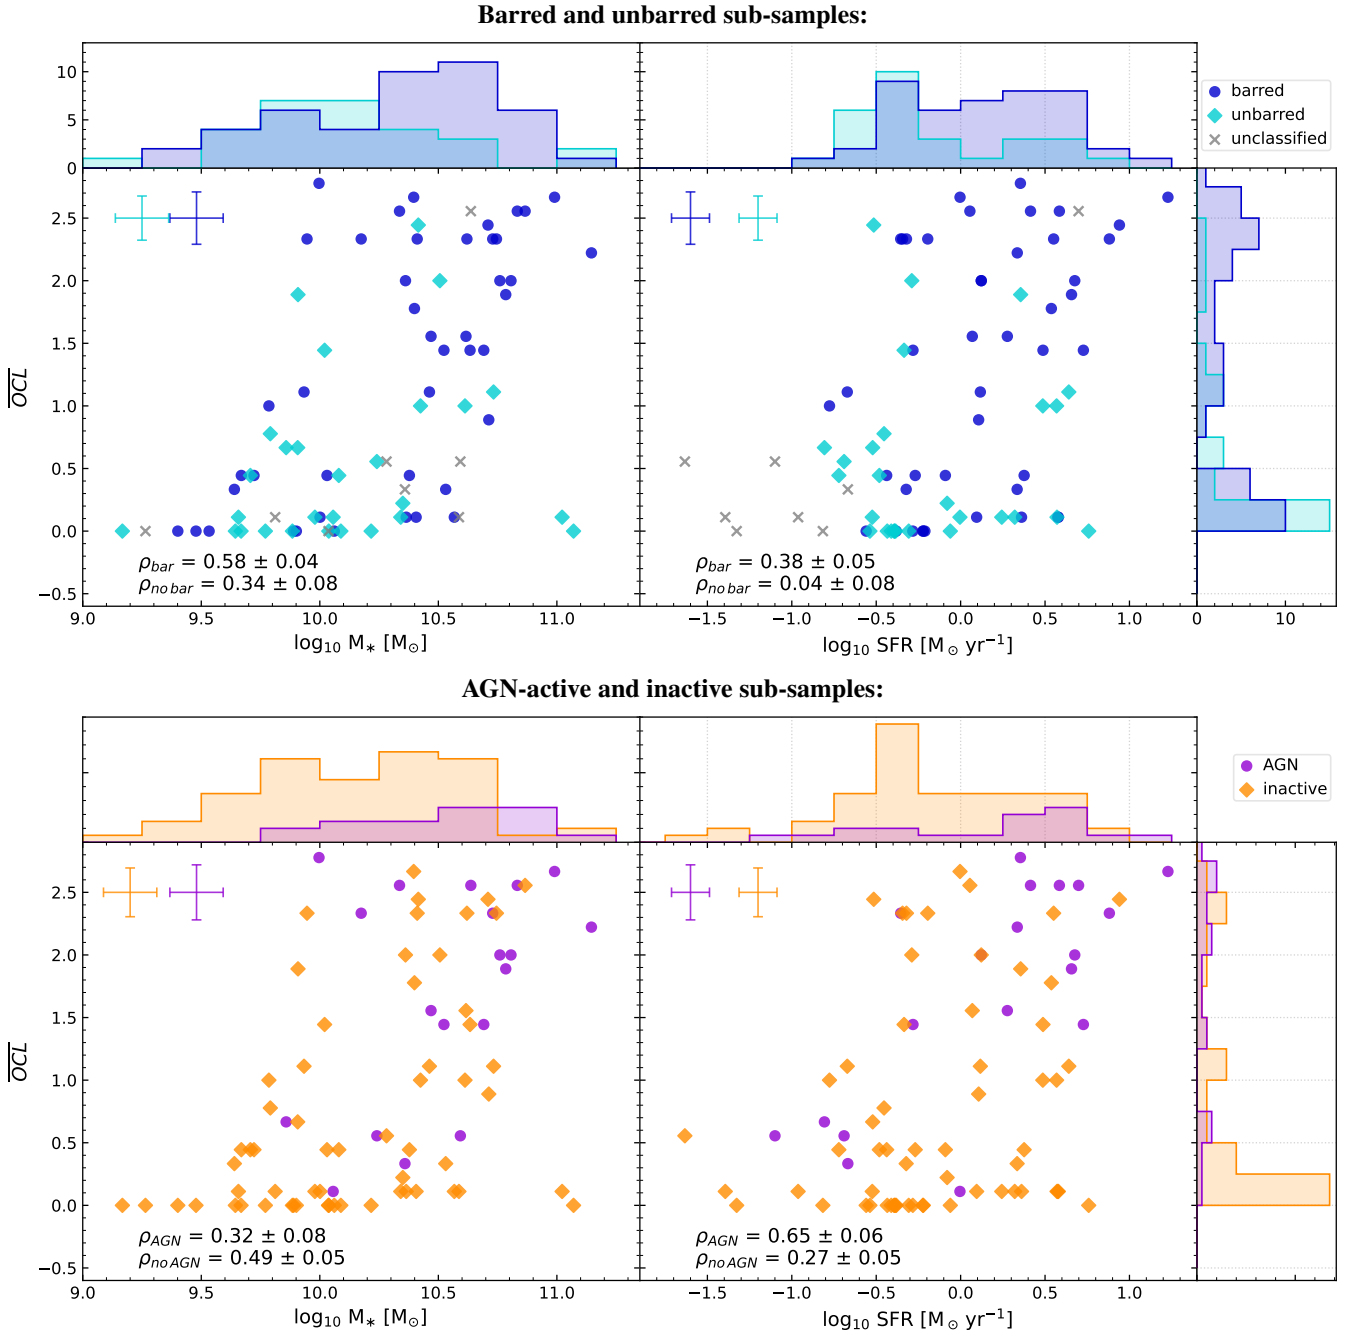 Barred and unbarred sub-samples:
10
5
0
barred
unbarred
unclassified
2.5
2.0
1.5
1.0
0.5
0.0
−0.5
OCL
ρbar = 0.58 ± 0.04
ρno bar = 0.34 ± 0.08
ρbar = 0.38 ± 0.05
ρno bar = 0.04 ± 0.08
9.0 9.5 10.0 10.5 11.0
−1.5 −1.0 −0.5 0.0 0.5 1.0
0 10
log10 M∗ [M⊙]
log10 SFR [M⊙ yr−1]
AGN-active and inactive sub-samples:
AGN
inactive
2.5
2.0
1.5
1.0
0.5
0.0
−0.5
OCL
ρAGN = 0.32 ± 0.08
ρno AGN = 0.49 ± 0.05
ρAGN = 0.65 ± 0.06
ρno AGN = 0.27 ± 0.05
9.0 9.5 10.0 10.5 11.0
−1.5 −1.0 −0.5 0.0 0.5 1.0
log10 M∗ [M⊙]
log10 SFR [M⊙ yr−1]